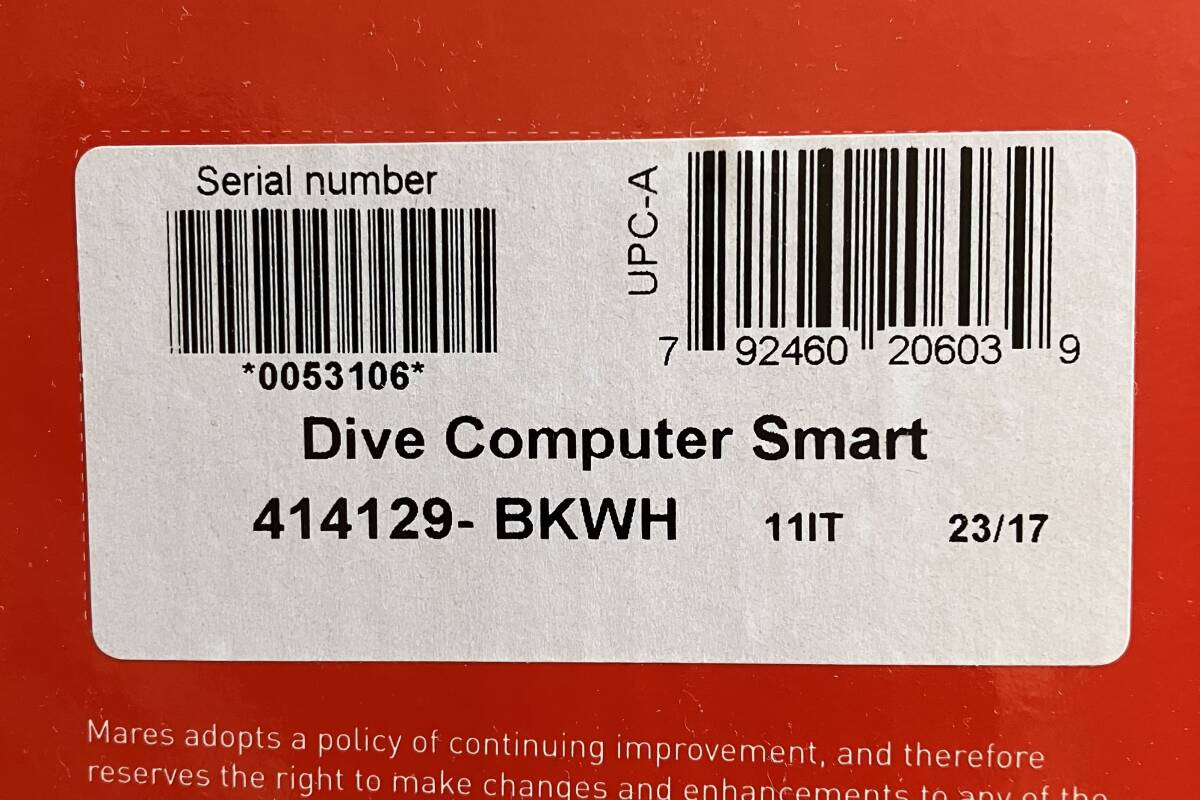 Serial number
*0053106*
UPC-A
7 92460 20603 9
Dive Computer Smart
414129- BKWH 11IT 23/17
Mares adopts a policy of continuing improvement, and therefore
reserves the right to make changes and enhancements to any of the